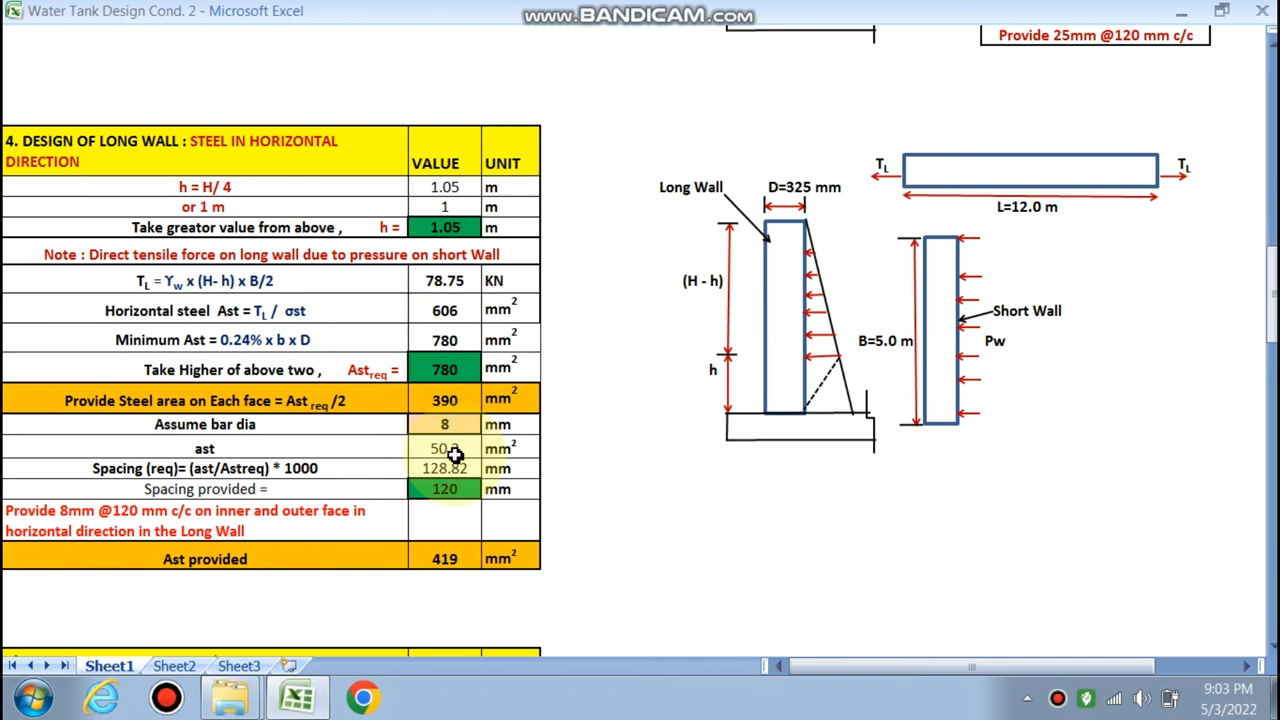 Water Tank Design Cond. 2 - Microsoft Excel
www.BANDICAM.com
Provide 25mm @120 mm c/c
4. DESIGN OF LONG WALL : STEEL IN HORIZONTAL
DIRECTION
VALUE UNIT
h = H/ 4 1.05 m
or 1 m 1 m
Take greator value from above , h = 1.05 m
Note : Direct tensile force on long wall due to pressure on short Wall
TL = ϒw x (H- h) x B/2 78.75 KN
Horizontal steel Ast = TL / σst 606 mm2
Minimum Ast = 0.24% x b x D 780 mm2
Take Higher of above two , Astreq = 780 mm2
Provide Steel area on Each face = Ast req /2 390 mm2
Assume bar dia 8 mm
ast mm2
Spacing (req)= (ast/Astreq) * 1000 128.82 mm
Spacing provided = 120 mm
Provide 8mm @120 mm c/c on inner and outer face in
horizontal direction in the Long Wall
Ast provided 419 mm2
Long Wall
D=325 mm
(H - h)
h
TL
TL
L=12.0 m
B=5.0 m
Short Wall
Pw
Sheet1 Sheet2 Sheet3
9:03 PM
5/3/2022